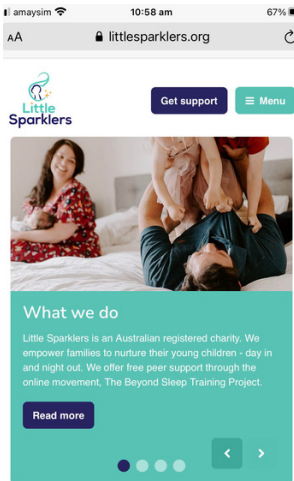 amaysim 10:58 am 67%
AA littlesparklers.org
Little
Sparklers
Get support
Menu
What we do
Little Sparklers is an Australian registered charity. We
empower families to nurture their young children - day in
and night out. We offer free peer support through the
online movement, The Beyond Sleep Training Project.
Read more